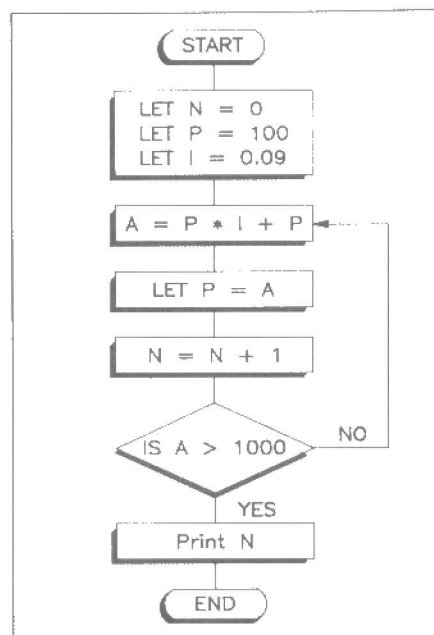 START
LET N = 0
LET P = 100
LET I = 0.09
A = P * I + P
LET P = A
N = N + 1
IS A > 1000
NO
YES
Print N
END